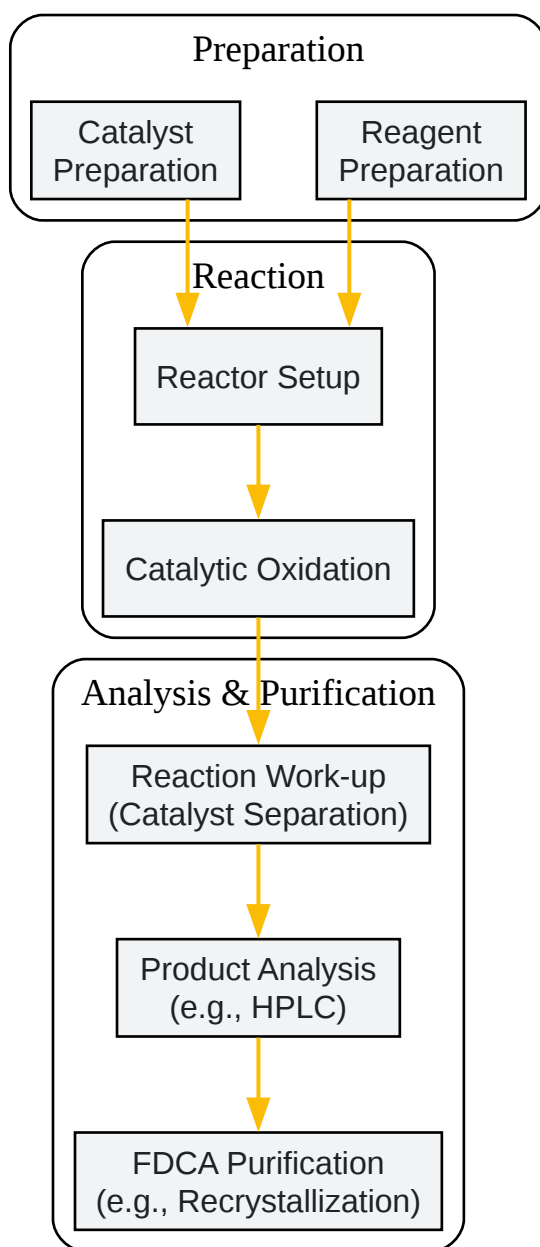 Preparation
Catalyst
Preparation
Reagent
Preparation
Reaction
Reactor Setup
Catalytic Oxidation
Analysis & Purification
Reaction Work-up
(Catalyst Separation)
Product Analysis
(e.g., HPLC)
FDCA Purification
(e.g., Recrystallization)